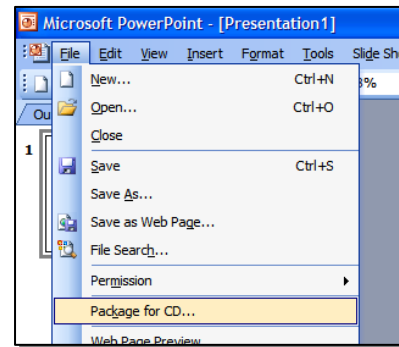 Microsoft PowerPoint - [Presentation1]
File Edit View Insert Format Tools Slide Sh
New... Ctrl+N
3%
Open... Ctrl+O
Ou
Close
1
Save Ctrl+S
Save As...
Save as Web Page...
File Search...
Permission
Package for CD...
Web Page Preview